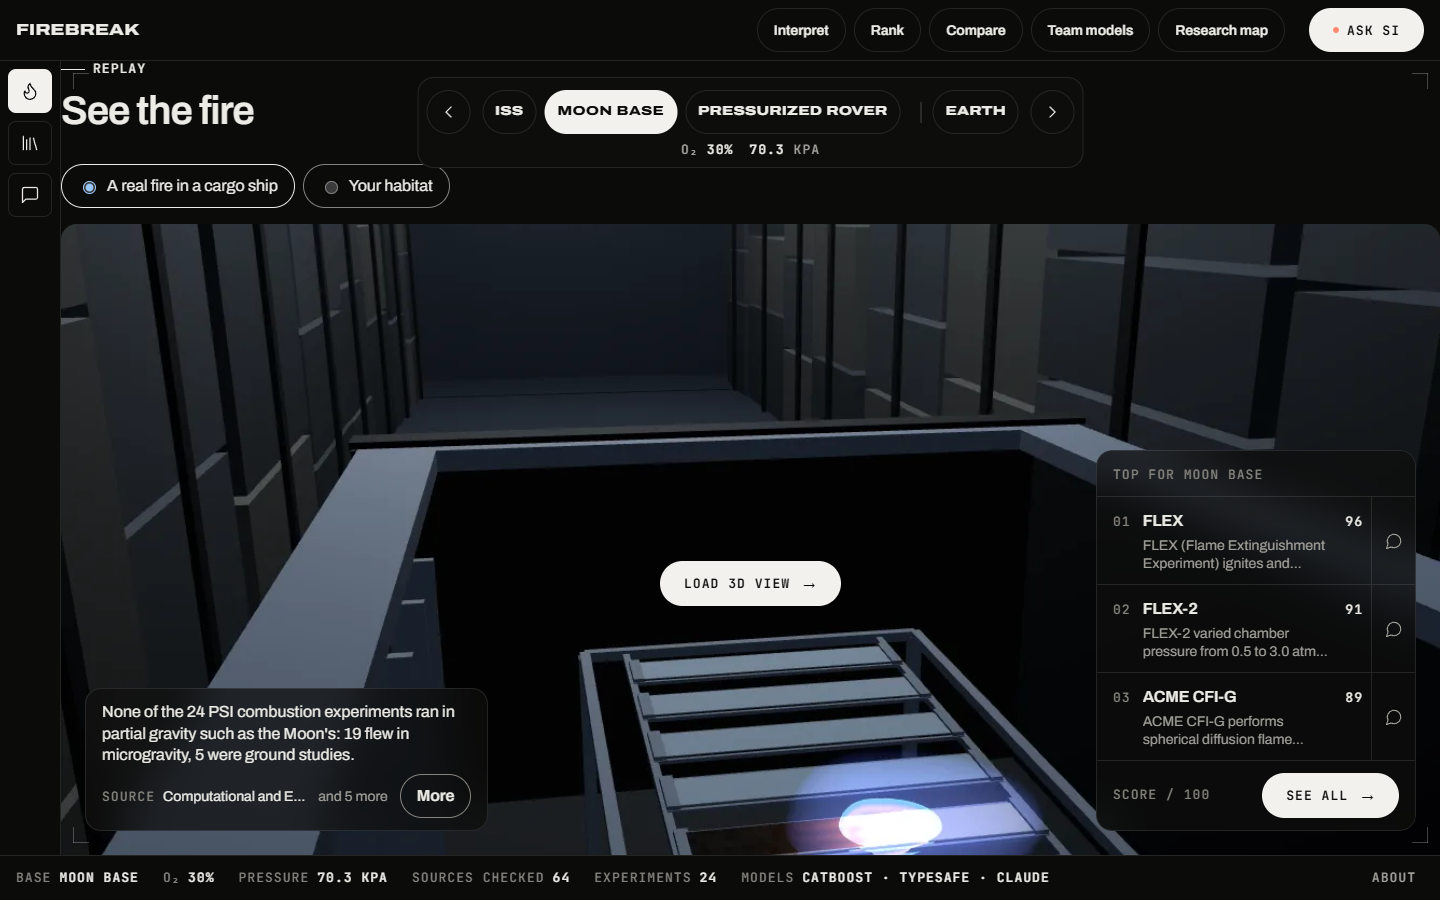 FIREBREAK
Interpret
Rank
Compare
Team models
Research map
ASK SI
REPLAY
See the fire
ISS
MOON BASE
PRESSURIZED ROVER
EARTH
O₂ 30% 70.3 KPA
A real fire in a cargo ship
Your habitat
LOAD 3D VIEW →
TOP FOR MOON BASE
01 FLEX 96
FLEX (Flame Extinguishment
Experiment) ignites and...
02 FLEX-2 91
FLEX-2 varied chamber
pressure from 0.5 to 3.0 atm...
03 ACME CFI-G 89
ACME CFI-G performs
spherical diffusion flame...
SCORE / 100
SEE ALL →
None of the 24 PSI combustion experiments ran in
partial gravity such as the Moon's: 19 flew in
microgravity, 5 were ground studies.
SOURCE Computational and E... and 5 more
More
BASE MOON BASE O₂ 30% PRESSURE 70.3 KPA SOURCES CHECKED 64 EXPERIMENTS 24 MODELS CATBOOST · TYPESAFE · CLAUDE ABOUT